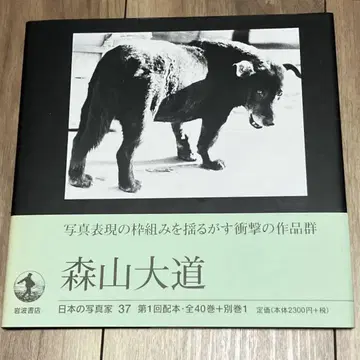 写真表現の枠組みを揺るがす衝撃の作品群
森山大道
岩波書店
日本の写真家 37 第1回配本・全40巻+別巻1 定価(本体2300円+税)